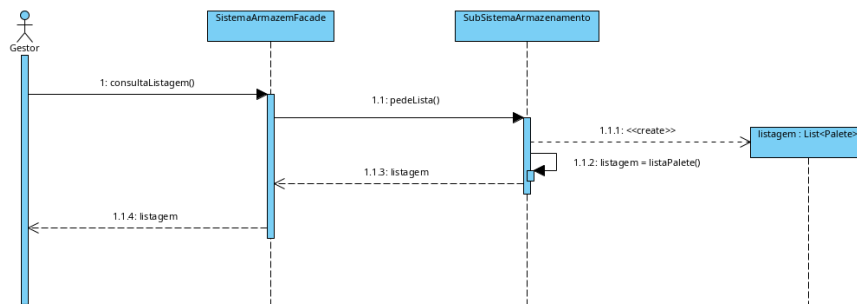 SistemaArmazemFacade
SubSistemaArmazenamento
Gestor
1: consultaListagem()
1.1: pedeLista()
1.1.1: <<create>>
listagem : List<Palete>
1.1.2: listagem = listaPalete()
1.1.3: listagem
1.1.4: listagem